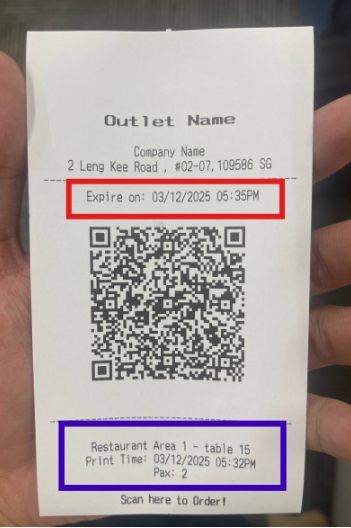 Outlet Name
Company Name
2 Leng Kee Road , #02-07,109586 SG
Expire on: 03/12/2025 05:35PM
Restaurant Area 1 - table 15
Print Time: 03/12/2025 05:32PM
Pax: 2
Scan here to Order!